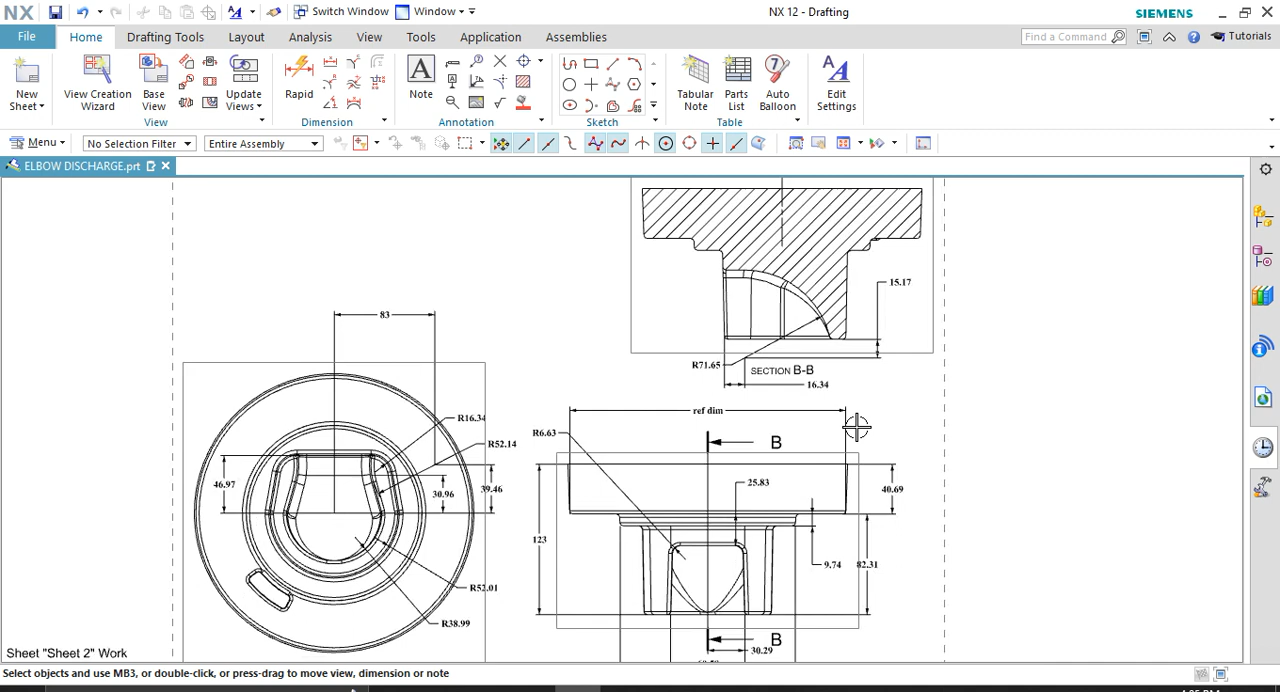 NX
Switch Window
Window
NX 12 - Drafting
SIEMENS
File
Home
Drafting Tools
Layout
Analysis
View
Tools
Application
Assemblies
Find a Command
Tutorials
New Sheet
View Creation Wizard
Base View
Update Views
View
Rapid
Dimension
Note
Annotation
Sketch
Tabular Note
Parts List
Auto Balloon
Table
Edit Settings
Menu
No Selection Filter
Entire Assembly
ELBOW DISCHARGE.prt
15.17
R71.65
SECTION B-B
16.34
83
R16.34
R52.14
46.97
30.96
39.46
R52.01
R38.99
ref dim
R6.63
B
25.83
40.69
123
9.74
82.31
B
30.29
Sheet "Sheet 2" Work
Select objects and use MB3, or double-click, or press-drag to move view, dimension or note